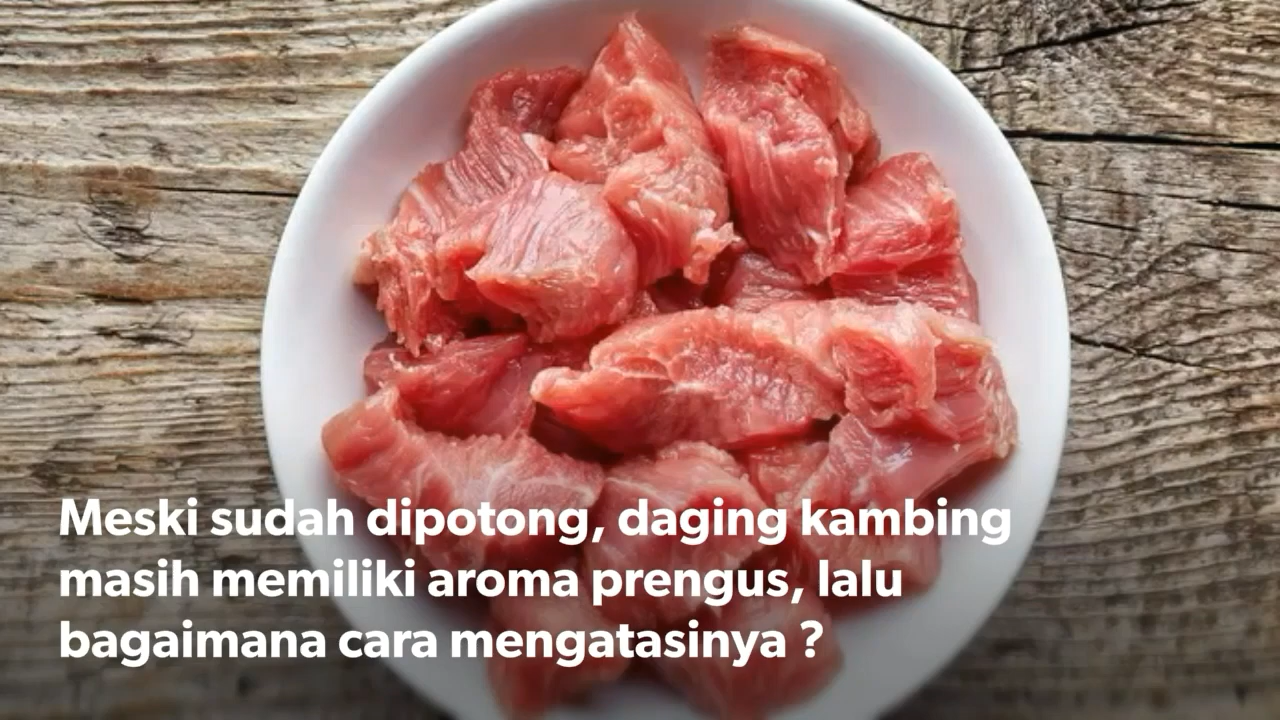 Meski sudah dipotong, daging kambing
masih memiliki aroma prengus, lalu
bagaimana cara mengatasinya ?